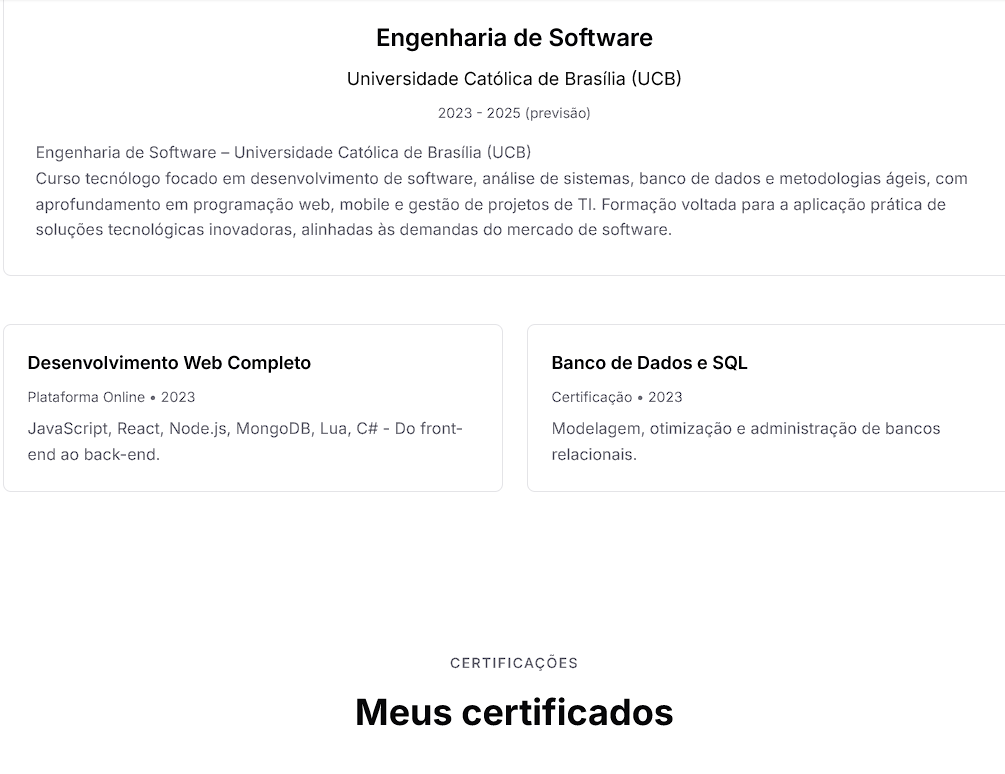 Engenharia de Software
Universidade Católica de Brasília (UCB)
2023 - 2025 (previsão)
Engenharia de Software – Universidade Católica de Brasília (UCB)
Curso tecnólogo focado em desenvolvimento de software, análise de sistemas, banco de dados e metodologias ágeis, com
aprofundamento em programação web, mobile e gestão de projetos de TI. Formação voltada para a aplicação prática de
soluções tecnológicas inovadoras, alinhadas às demandas do mercado de software.
Desenvolvimento Web Completo
Plataforma Online • 2023
JavaScript, React, Node.js, MongoDB, Lua, C# - Do front-
end ao back-end.
Banco de Dados e SQL
Certificação • 2023
Modelagem, otimização e administração de bancos
relacionais.
CERTIFICAÇÕES
Meus certificados